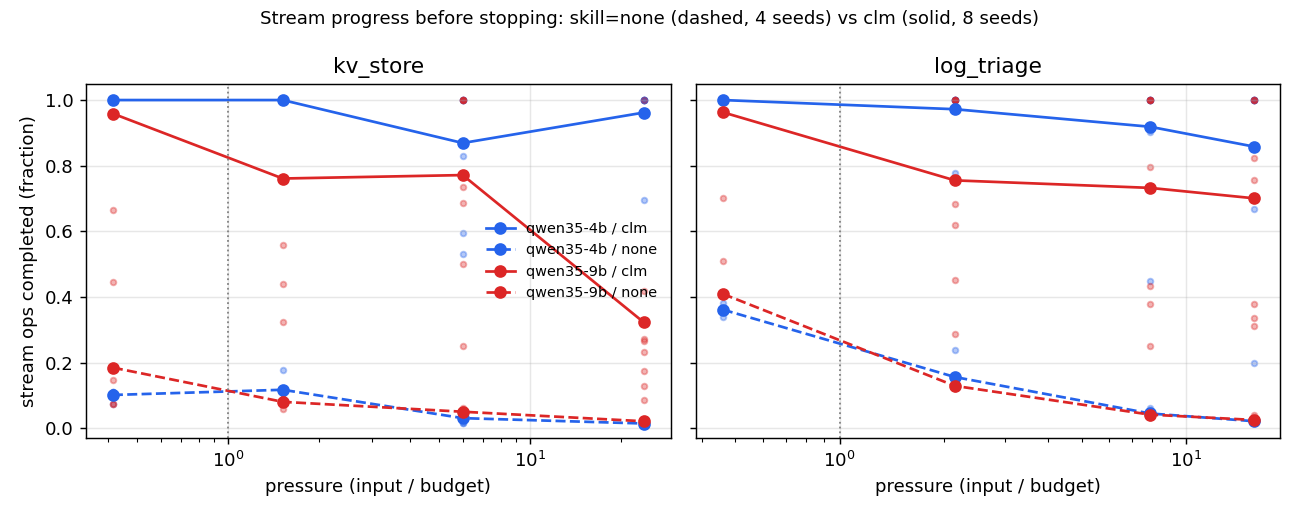 Stream progress before stopping: skill=none (dashed, 4 seeds) vs clm (solid, 8 seeds)
kv_store
log_triage
stream ops completed (fraction)
1.0
0.8
0.6
0.4
0.2
0.0
qwen35-4b / clm
qwen35-4b / none
qwen35-9b / clm
qwen35-9b / none
10⁰
10¹
10⁰
10¹
pressure (input / budget)
pressure (input / budget)